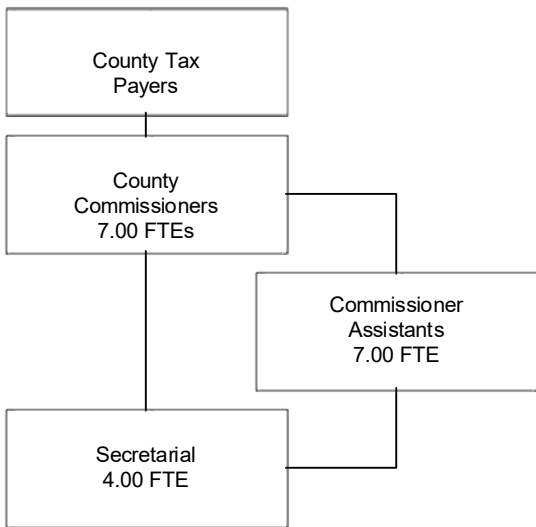 County Tax
Payers
County
Commissioners
7.00 FTEs
Commissioner
Assistants
7.00 FTE
Secretarial
4.00 FTE